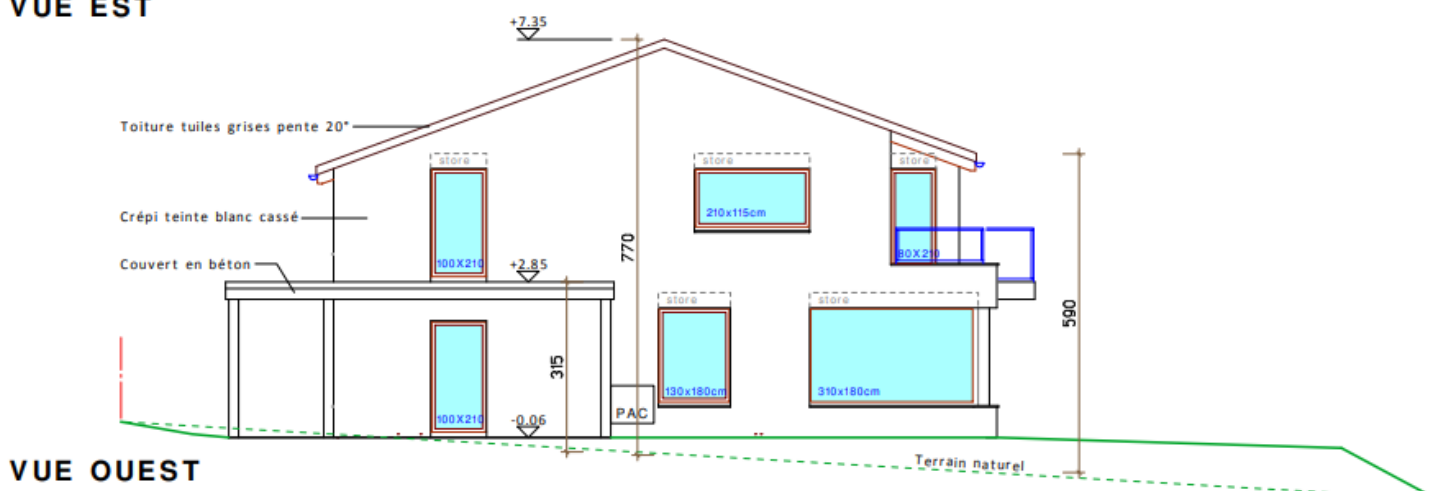 VUE EST
+7.35
Toiture tuiles grises pente 20°
store
store
store
210x115cm
Crépi teinte blanc cassé
770
Couvert en béton
100X210
+2.85
80X210
store
store
590
315
130x180cm
310x180cm
100X210
-0.06
PAC
Terrain naturel
VUE OUEST